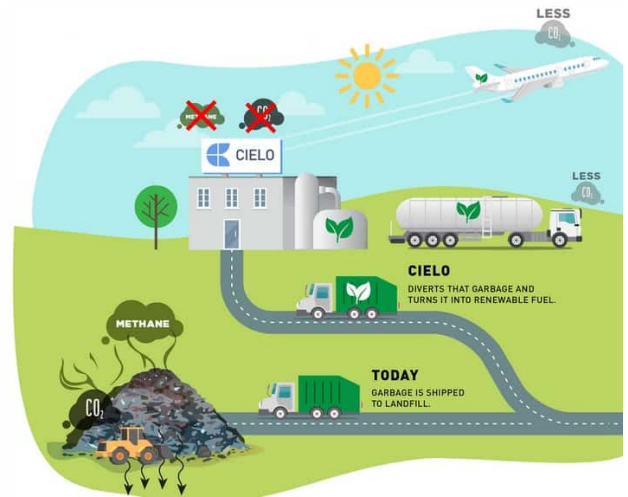 LESS
CO₂
METHANE
CO₂
CIELO
LESS
CO₂
CIELO
DIVERTS THAT GARBAGE AND
TURNS IT INTO RENEWABLE FUEL.
METHANE
CO₂
TODAY
GARBAGE IS SHIPPED
TO LANDFILL.